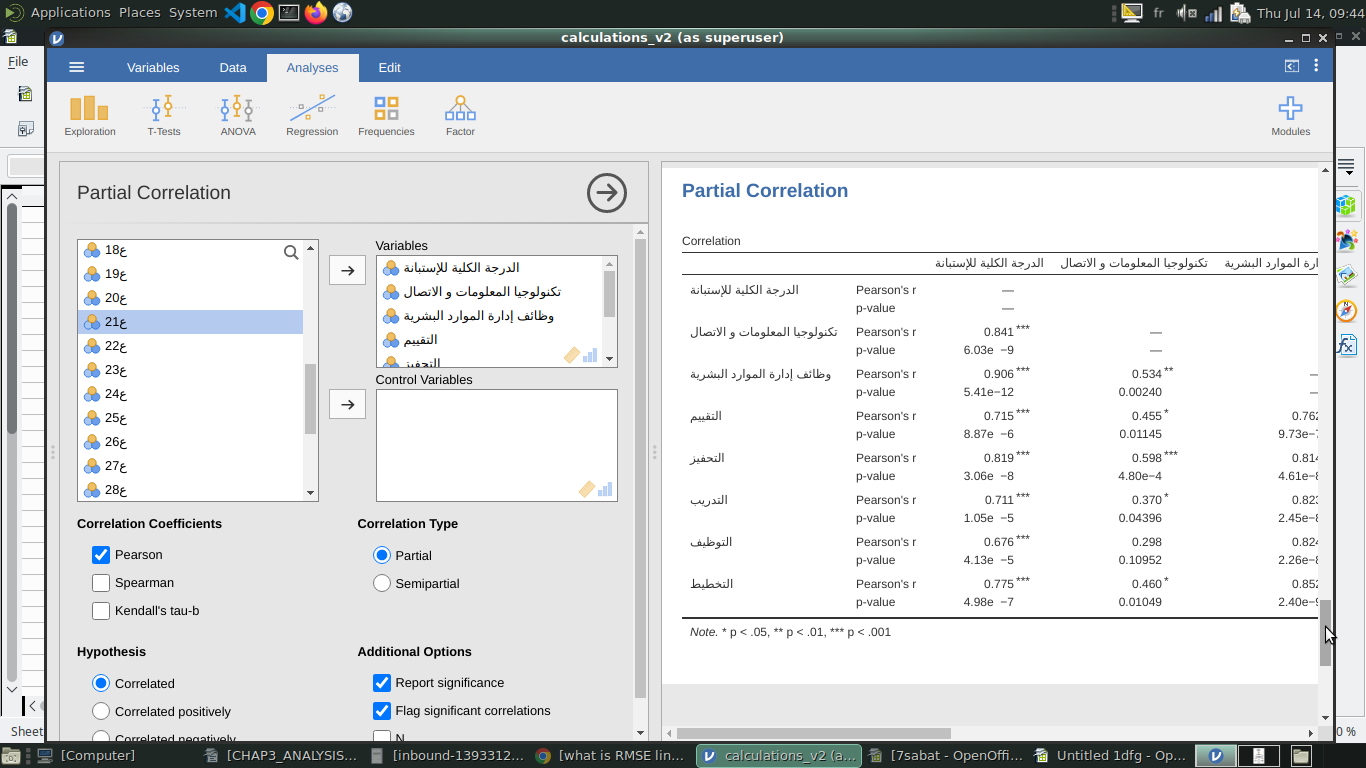 Applications Places System fr Thu Jul 14, 09:44
calculations_v2 (as superuser)
File
Variables Data Analyses Edit
Exploration T-Tests ANOVA Regression Frequencies Factor Modules
Partial Correlation
ع18
ع19
ع20
ع21
ع22
ع23
ع24
ع25
ع26
ع27
ع28
Variables
الدرجة الكلية للإستبانة
تكنولوجيا المعلومات و الاتصال
وظائف إدارة الموارد البشرية
التقييم
التحفيز
Control Variables
Correlation Coefficients
Pearson
Spearman
Kendall's tau-b
Correlation Type
Partial
Semipartial
Hypothesis
Correlated
Correlated positively
Correlated negatively
Additional Options
Report significance
Flag significant correlations
N
Partial Correlation
Correlation
الدرجة الكلية للإستبانة تكنولوجيا المعلومات و الاتصال ارة الموارد البشرية
الدرجة الكلية للإستبانة Pearson's r —
p-value —
تكنولوجيا المعلومات و الاتصال Pearson's r 0.841 *** —
p-value 6.03e −9 —
وظائف إدارة الموارد البشرية Pearson's r 0.906 *** 0.534 ** —
p-value 5.41e−12 0.00240 —
التقييم Pearson's r 0.715 *** 0.455 * 0.762
p-value 8.87e −6 0.01145 9.73e−7
التحفيز Pearson's r 0.819 *** 0.598 *** 0.814
p-value 3.06e −8 4.80e−4 4.61e−8
التدريب Pearson's r 0.711 *** 0.370 * 0.823
p-value 1.05e −5 0.04396 2.45e−8
التوظيف Pearson's r 0.676 *** 0.298 0.824
p-value 4.13e −5 0.10952 2.26e−8
التخطيط Pearson's r 0.775 *** 0.460 * 0.852
p-value 4.98e −7 0.01049 2.40e−9
Note. * p < .05, ** p < .01, *** p < .001
Sheet
0 %
[Computer] [CHAP3_ANALYSIS... [inbound-1393312... [what is RMSE lin... calculations_v2 (a... [7sabat - OpenOffi... Untitled 1dfg - Op...